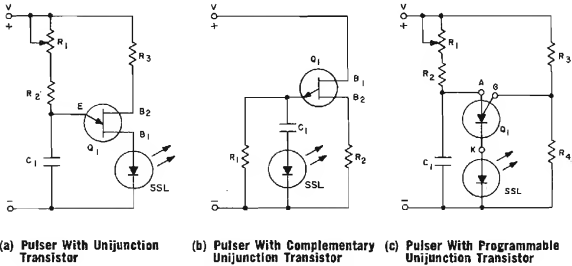 V
+
R1
R2
E
B2
B1
Q1
C1
R3
SSL
–
(a) Pulser With Unijunction
Transistor
V
+
Q1
B1
B2
C1
R1
R2
SSL
–
(b) Pulser With Complementary
Unijunction Transistor
V
+
R1
R2
R3
A
G
Q1
K
C1
R4
SSL
–
(c) Pulser With Programmable
Unijunction Transistor